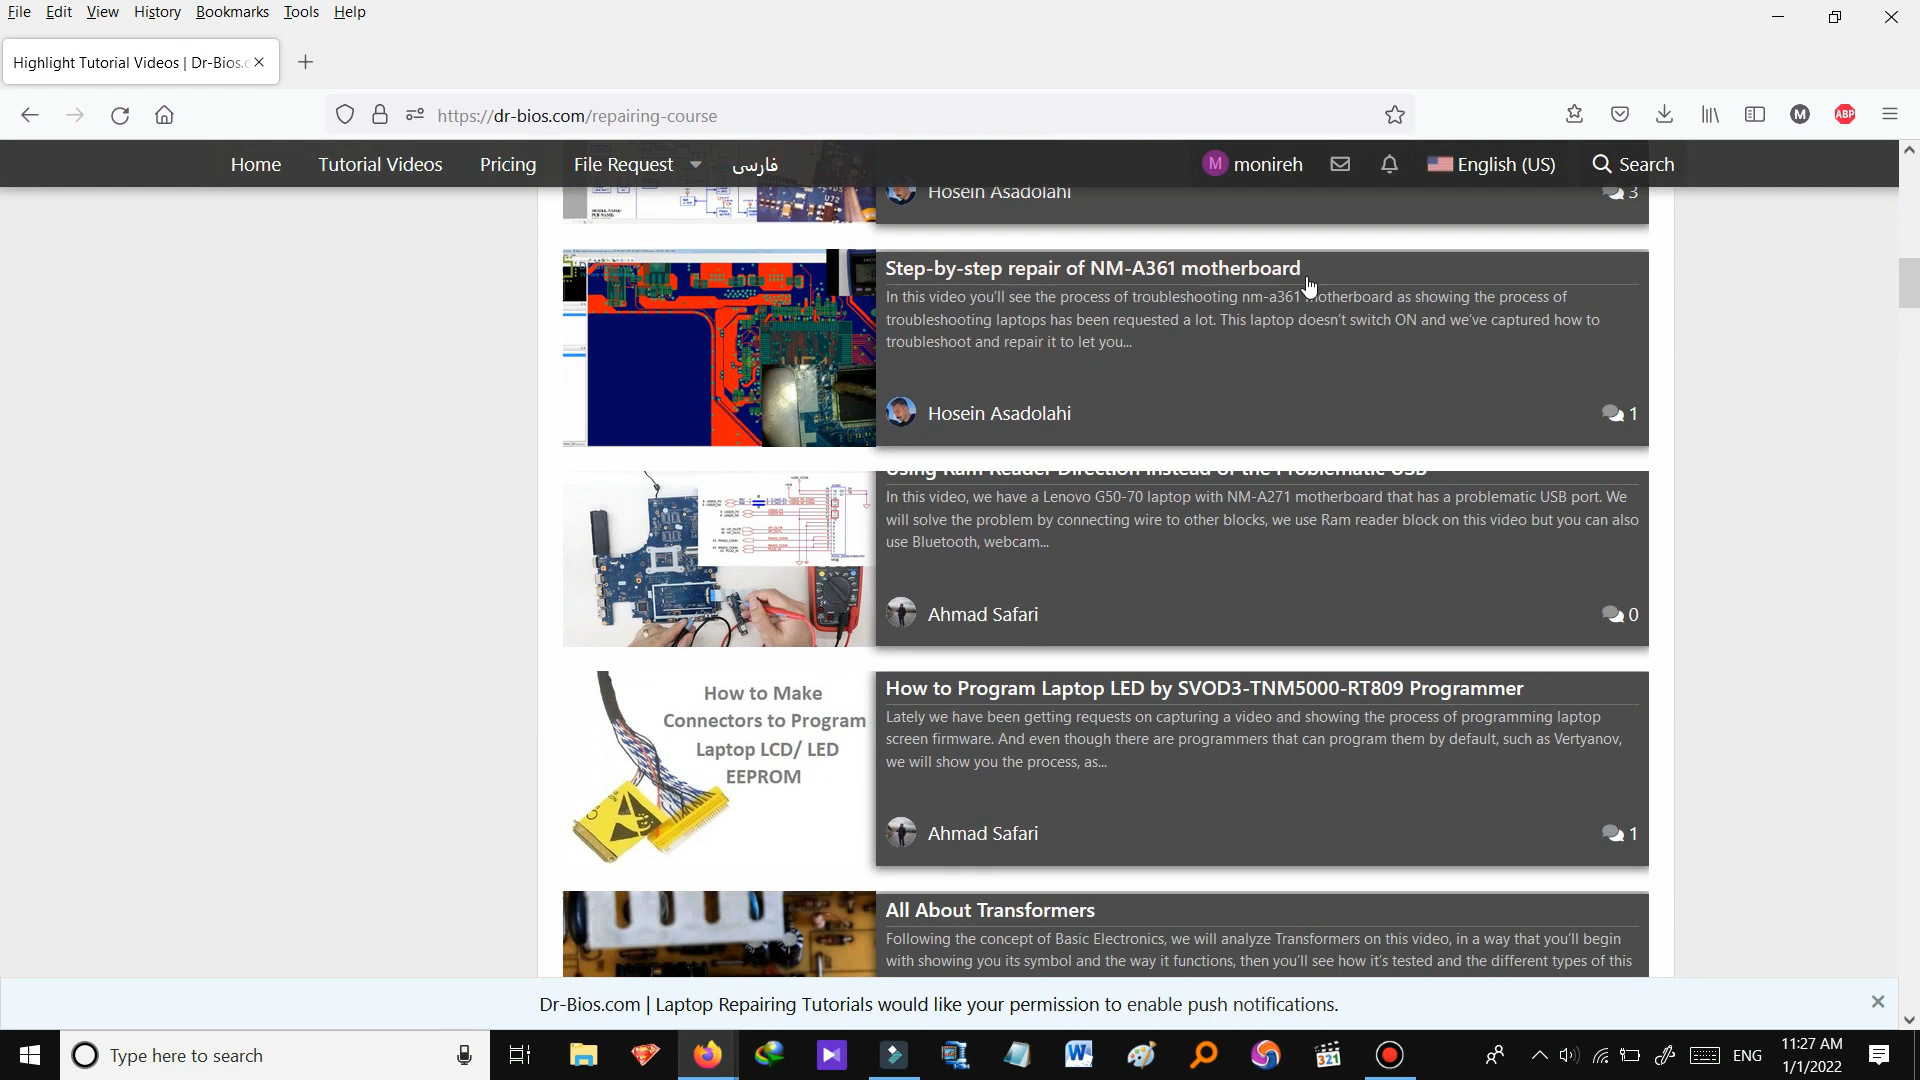 File Edit View History Bookmarks Tools Help
Highlight Tutorial Videos | Dr-Bios.c
https://dr-bios.com/repairing-course
M
ABP
Home Tutorial Videos Pricing File Request فارسی M monireh English (US) Search
Hosein Asadolahi 3
Step-by-step repair of NM-A361 motherboard
In this video you'll see the process of troubleshooting nm-a361 motherboard as showing the process of
troubleshooting laptops has been requested a lot. This laptop doesn't switch ON and we've captured how to
troubleshoot and repair it to let you...
Hosein Asadolahi 1
Using Ram Reader Direction Instead of the Problematic USB
In this video, we have a Lenovo G50-70 laptop with NM-A271 motherboard that has a problematic USB port. We
will solve the problem by connecting wire to other blocks, we use Ram reader block on this video but you can also
use Bluetooth, webcam...
Ahmad Safari 0
How to Make
Connectors to Program
Laptop LCD/ LED
EEPROM
How to Program Laptop LED by SVOD3-TNM5000-RT809 Programmer
Lately we have been getting requests on capturing a video and showing the process of programming laptop
screen firmware. And even though there are programmers that can program them by default, such as Vertyanov,
we will show you the process, as...
Ahmad Safari 1
All About Transformers
Following the concept of Basic Electronics, we will analyze Transformers on this video, in a way that you'll begin
with showing you its symbol and the way it functions, then you'll see how it's tested and the different types of this
Dr-Bios.com | Laptop Repairing Tutorials would like your permission to enable push notifications.
Type here to search
321
ENG
11:27 AM
1/1/2022